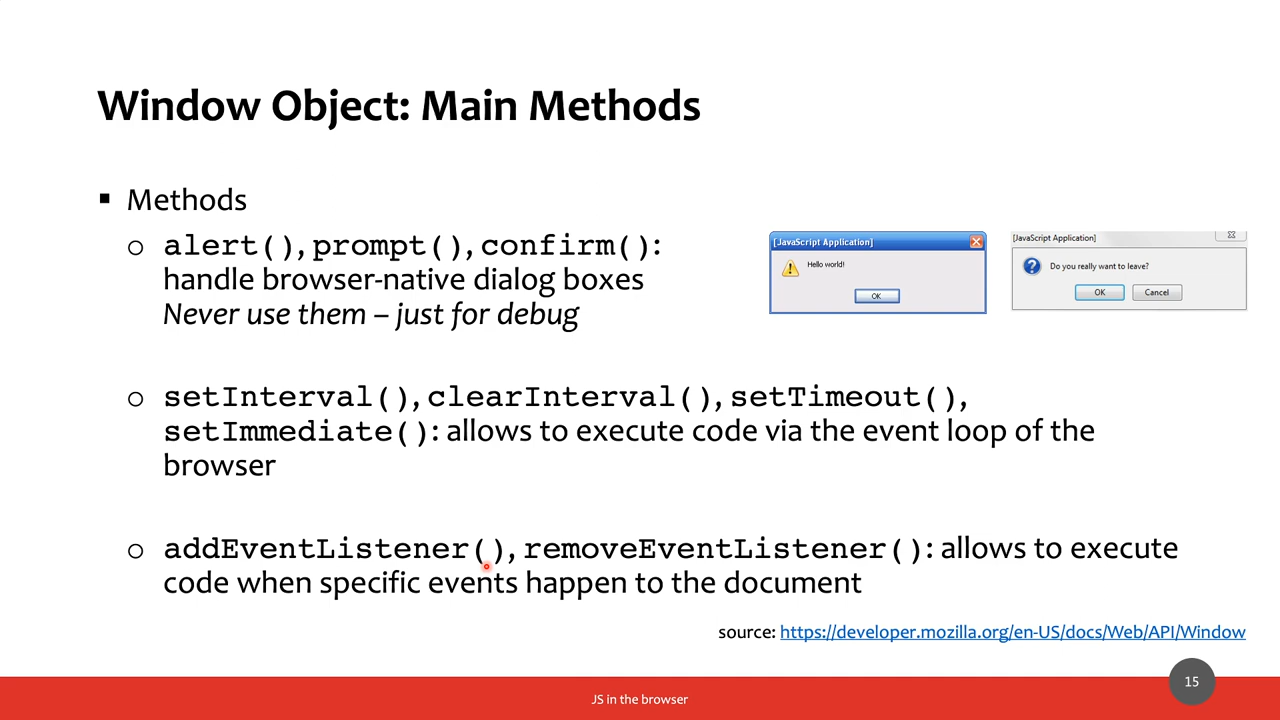 Window Object: Main Methods
▪ Methods
o alert(), prompt(), confirm():
handle browser-native dialog boxes
Never use them – just for debug
[JavaScript Application]
Hello world!
OK
[JavaScript Application]
Do you really want to leave?
OK Cancel
o setInterval(), clearInterval(), setTimeout(),
setImmediate(): allows to execute code via the event loop of the
browser
o addEventListener(), removeEventListener(): allows to execute
code when specific events happen to the document
source: https://developer.mozilla.org/en-US/docs/Web/API/Window
15
JS in the browser